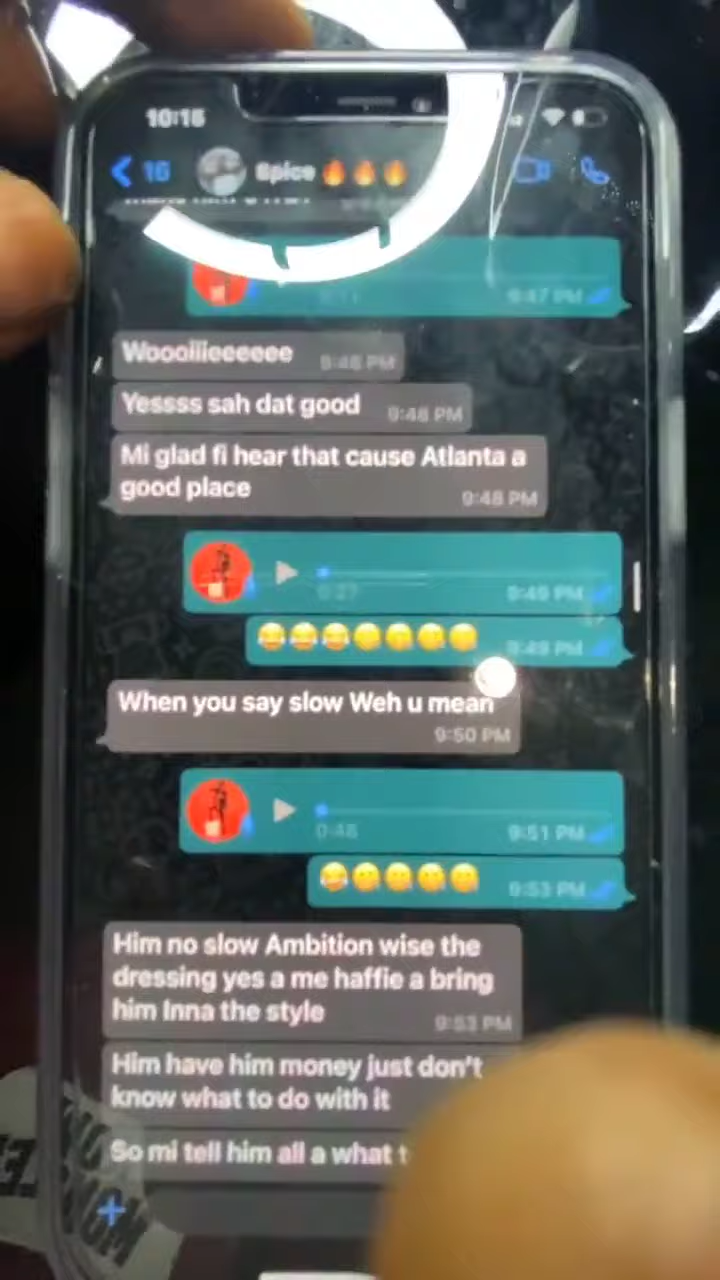 10:16
16 Spice 🔥🔥🔥
9:47 PM
Woooiiieeeeee 9:48 PM
Yessss sah dat good 9:48 PM
Mi glad fi hear that cause Atlanta a
good place 9:48 PM
0:27 9:49 PM
9:49 PM
When you say slow Weh u mean
9:50 PM
0:46 9:51 PM
9:53 PM
Him no slow Ambition wise the
dressing yes a me haffie a bring
him Inna the style 9:53 PM
Him have him money just don't
know what to do with it
So mi tell him all a what